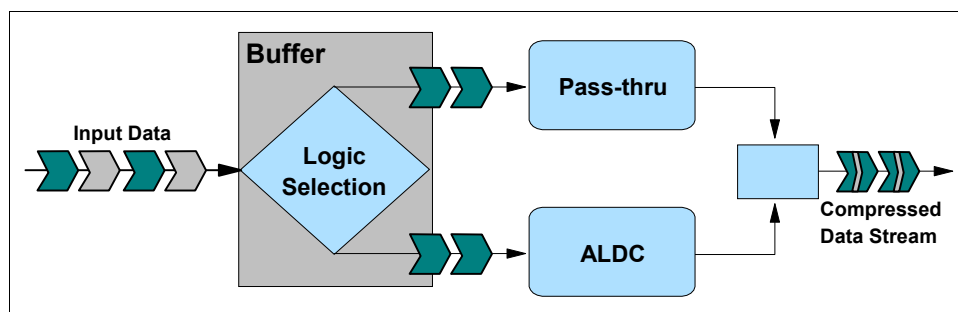 Buffer
Input Data
Logic
Selection
Pass-thru
ALDC
Compressed
Data Stream